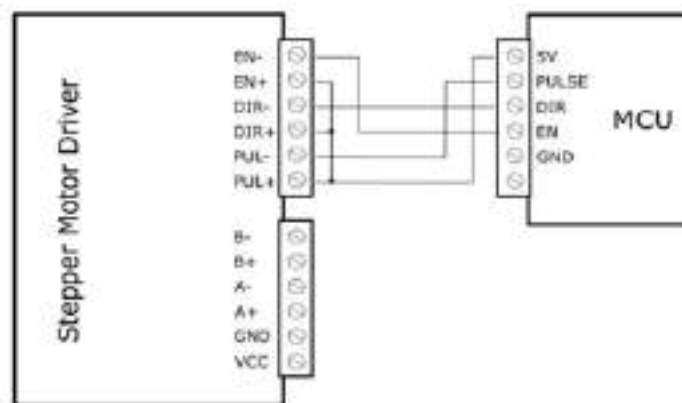 Stepper Motor Driver
EN-
EN+
DIR-
DIR+
PUL-
PUL+
B-
B+
A-
A+
GND
VCC
5V
PULSE
DIR
EN
GND
MCU